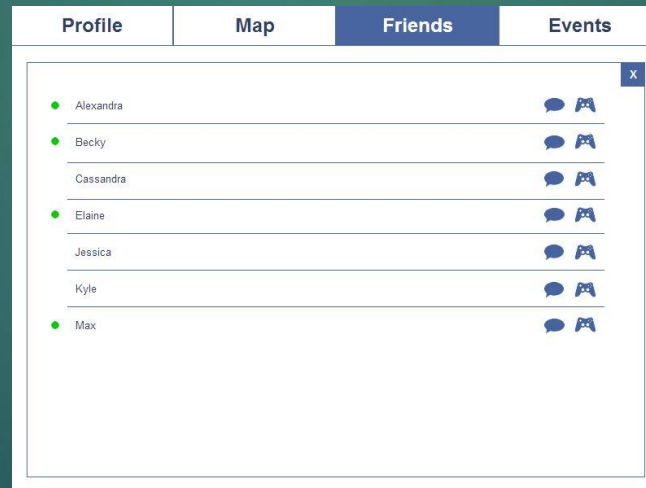 Profile Map Friends Events
X
Alexandra
Becky
Cassandra
Elaine
Jessica
Kyle
Max